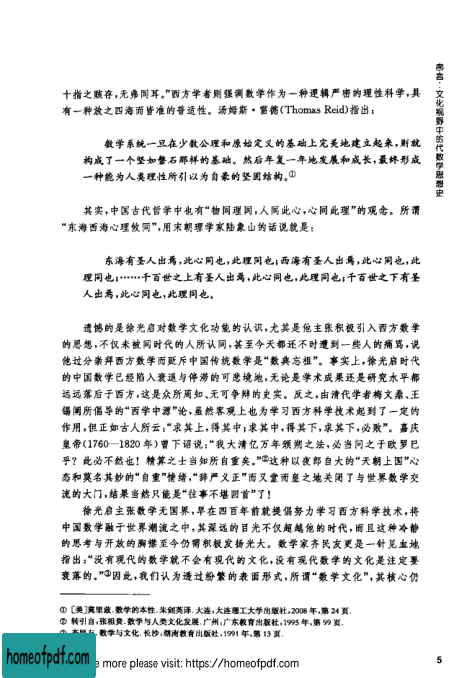 序言·文化视野中的代数学思想史
十指之赅存,无弗同耳。”西方学者则强调数学作为一种逻辑严密的理性科学,具
有一种放之四海而皆准的普适性。汤姆斯·雷德(Thomas Reid)指出:
数学系统一旦在少数公理和原始定义的基础上完美地建立起来,则就
构成了一个坚如磐石那样的基础。然后年复一年地发展和成长,最终形成
一种能为人类理性所引以为自豪的坚固结构。①
其实,中国古代哲学中也有“物同理同,人同此心,心同此理”的观念。所谓
“东海西海心理攸同”,用宋朝理学家陆象山的话说就是:
东海有圣人出焉,此心同也,此理同也;西海有圣人出焉,此心同也,此
理同也;……千百世之上有圣人出焉,此心同也,此理同也;千百世之下有圣
人出焉,此心同也,此理同也。
遗憾的是徐光启对数学文化功能的认识,尤其是他主张积极引入西方数学
的思想,不仅未被同时代的人所认同,甚至今天都还不时遭到一些人的痛骂,说
他过分崇拜西方数学而贬斥中国传统数学是“数典忘祖”。事实上,徐光启时代
的中国数学已经陷入衰退与停滞的可悲境地,无论是学术成果还是研究水平都
远远落后于西方,这是众所周知、无可争辩的史实。反之,由清代学者梅文鼎、王
锡阐所倡导的“西学中源”论,虽然客观上也为学习西方科学技术起到了一定的
作用,但正如古人所云:“求其上,得其中;求其中,得其下,求其下,必败”。嘉庆
皇帝(1760—1820年)曾下诏说:“我大清亿万年颁朔之法,必当问之于欧罗巴
乎?此必不然也!精算之士当知所自重矣。”②这种以夜郎自大的“天朝上国”心
态和莫名其妙的“自重”情绪,“辞严义正”而又堂而皇之地关闭了与世界数学交
流的大门,结果当然只能是“往事不堪回首”了!
徐光启主张数学无国界,早在四百年前就提倡努力学习西方科学技术,将
中国数学融于世界潮流之中,其深远的目光不仅超越他的时代,而且这种冷静
的思考与开放的胸襟至今仍需积极发扬光大。数学家齐民友更是一针见血地
指出:“没有现代的数学就不会有现代的文化,没有现代数学的文化是注定要
衰落的。”③因此,我们认为透过纷繁的表面形式,所谓“数学文化”,其核心仍
① [美]莫里兹.数学的本性.朱剑英译.大连:大连理工大学出版社,2008年,第24页.
② 转引自:张祖贵.数学与人类文化发展.广州:广东教育出版社,1995年,第99页.
数学与文化.长沙:湖南教育出版社,1991年,第13页.
homeofpdf.com
e more please visit: https://homeofpdf.com
5